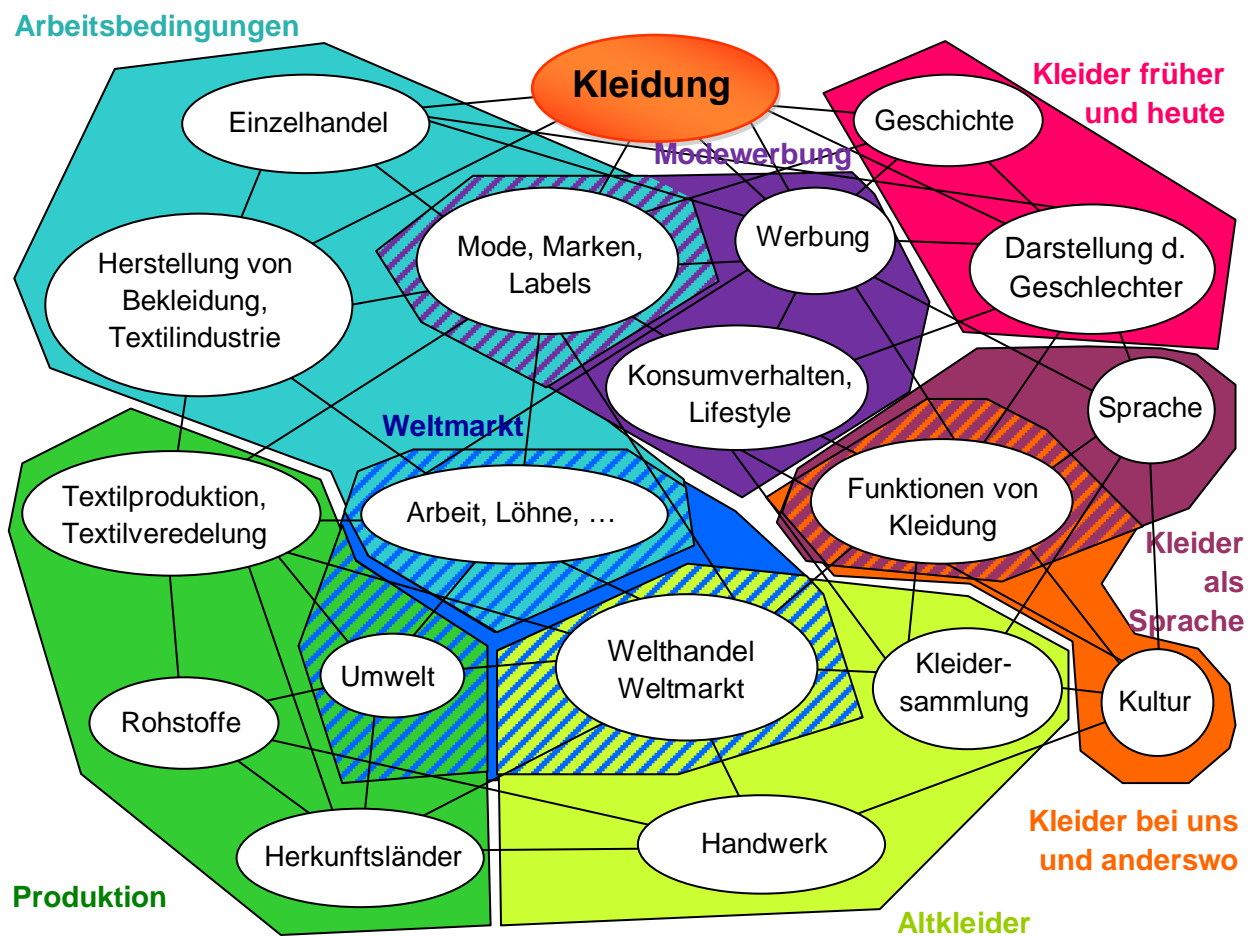 Arbeitsbedingungen
Kleidung
Kleider früher
und heute
Einzelhandel
Geschichte
Modewerbung
Mode, Marken,
Labels
Werbung
Darstellung d.
Geschlechter
Herstellung von
Bekleidung,
Textilindustrie
Konsumverhalten,
Lifestyle
Sprache
Weltmarkt
Textilproduktion,
Textilveredelung
Arbeit, Löhne, …
Funktionen von
Kleidung
Kleider
als
Sprache
Umwelt
Welthandel
Weltmarkt
Kleider-
sammlung
Kultur
Rohstoffe
Herkunftsländer
Handwerk
Kleider bei uns
und anderswo
Produktion
Altkleider